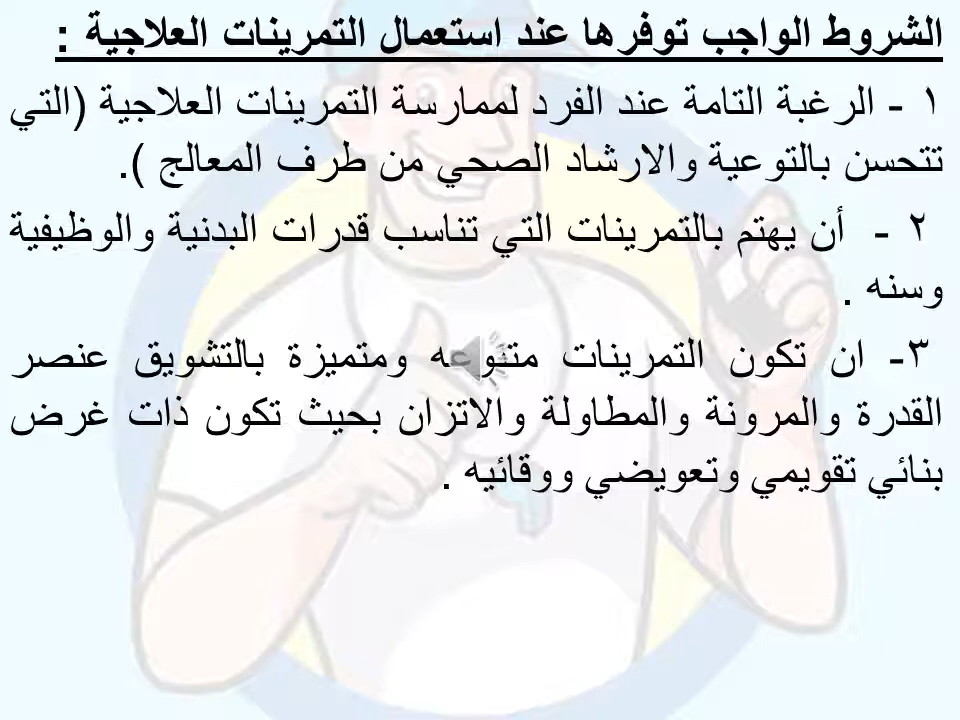 الشروط الواجب توفرها عند استعمال التمرينات العلاجية :
١ - الرغبة التامة عند الفرد لممارسة التمرينات العلاجية (التي
تتحسن بالتوعية والارشاد الصحي من طرف المعالج ).
٢ - أن يهتم بالتمرينات التي تناسب قدرات البدنية والوظيفية
وسنه .
٣- ان تكون التمرينات متنوعه ومتميزة بالتشويق عنصر
القدرة والمرونة والمطاولة والاتزان بحيث تكون ذات غرض
بنائي تقويمي وتعويضي ووقائيه .